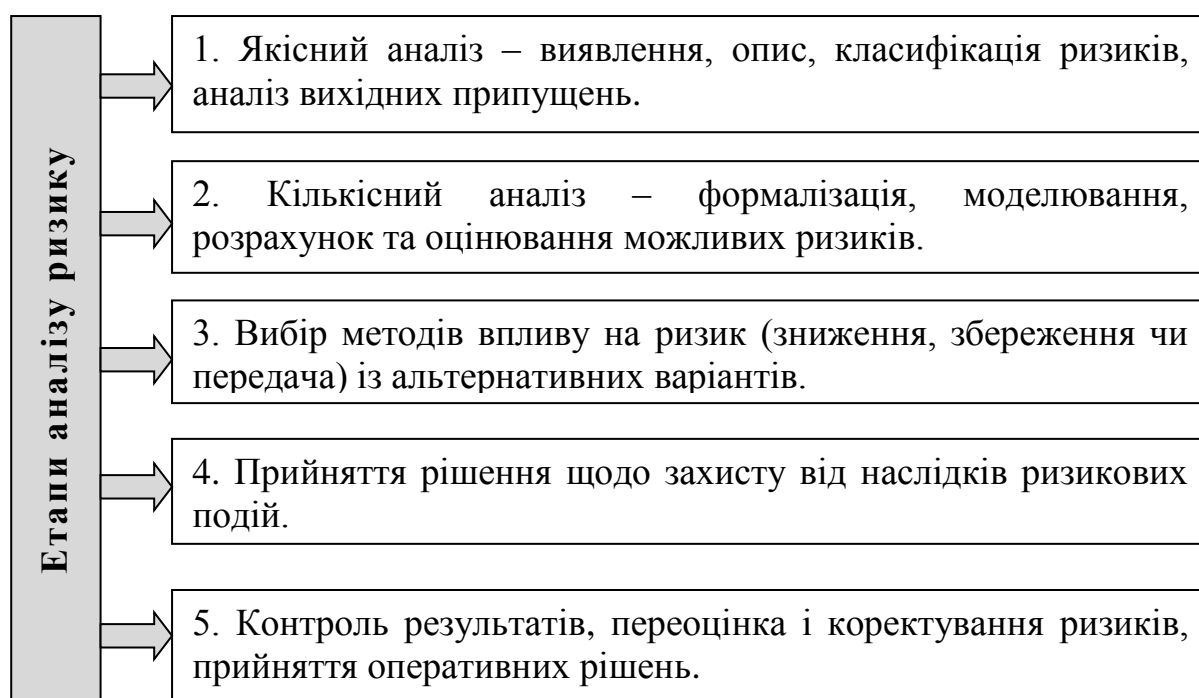 Етапи аналізу ризику
1. Якісний аналіз – виявлення, опис, класифікація ризиків,
аналіз вихідних припущень.
2. Кількісний аналіз – формалізація, моделювання,
розрахунок та оцінювання можливих ризиків.
3. Вибір методів впливу на ризик (зниження, збереження чи
передача) із альтернативних варіантів.
4. Прийняття рішення щодо захисту від наслідків ризикових
подій.
5. Контроль результатів, переоцінка і коректування ризиків,
прийняття оперативних рішень.